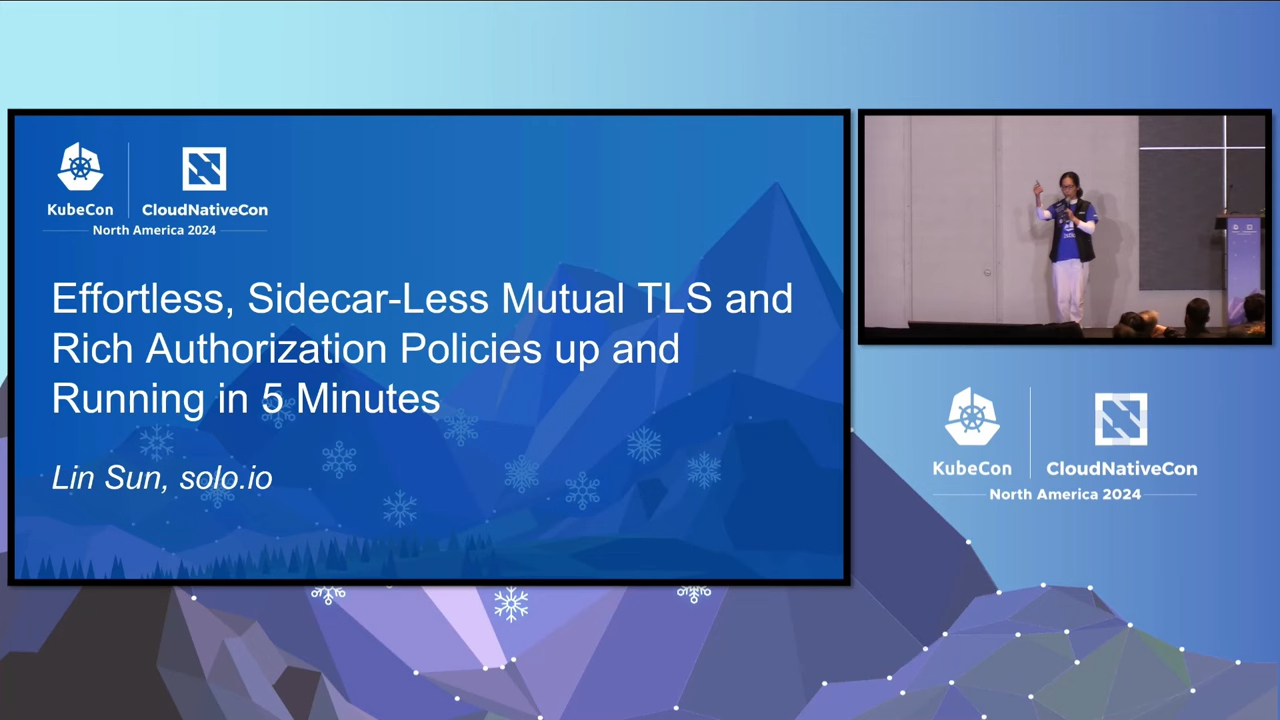 KubeCon
CloudNativeCon
North America 2024
Effortless, Sidecar-Less Mutual TLS and
Rich Authorization Policies up and
Running in 5 Minutes
Lin Sun, solo.io
KubeCon
CloudNativeCon
North America 2024